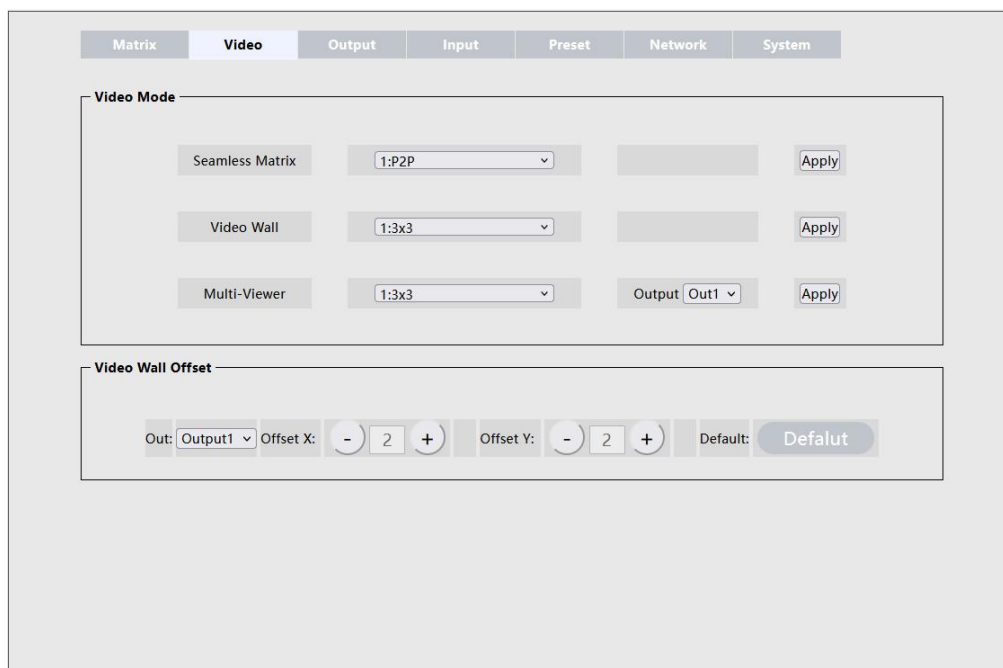 Matrix Video Output Input Preset Network System
Video Mode
Seamless Matrix 1:P2P Apply
Video Wall 1:3x3 Apply
Multi-Viewer 1:3x3 Output Out1 Apply
Video Wall Offset
Out: Output1 Offset X: - 2 + Offset Y: - 2 + Default: Defalut